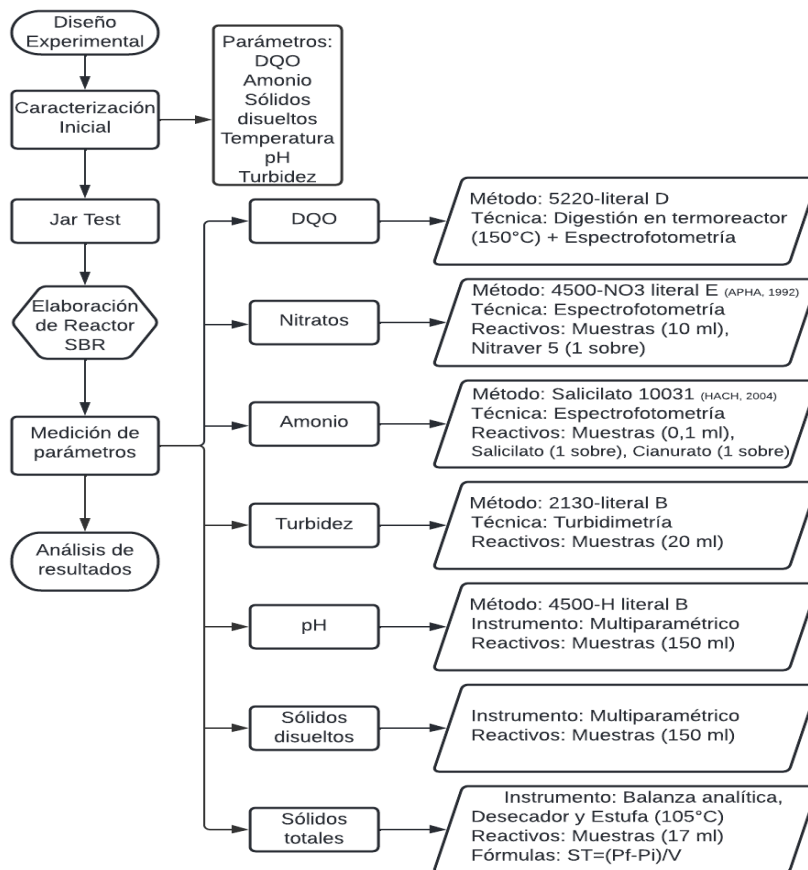 Diseño
Experimental
Parámetros:
DQO
Amonio
Sólidos
disueltos
Temperatura
pH
Turbidez
Caracterización
Inicial
Jar Test
Elaboración
de Reactor
SBR
Medición de
parámetros
Análisis de
resultados
DQO
Método: 5220-literal D
Técnica: Digestión en termoreactor
(150°C) + Espectrofotometría
Nitratos
Método: 4500-NO3 literal E (APHA, 1992)
Técnica: Espectrofotometría
Reactivos: Muestras (10 ml),
Nitraver 5 (1 sobre)
Amonio
Método: Salicilato 10031 (HACH, 2004)
Técnica: Espectrofotometría
Reactivos: Muestras (0,1 ml),
Salicilato (1 sobre), Cianurato (1 sobre)
Turbidez
Método: 2130-literal B
Técnica: Turbidimetría
Reactivos: Muestras (20 ml)
pH
Método: 4500-H literal B
Instrumento: Multiparamétrico
Reactivos: Muestras (150 ml)
Sólidos
disueltos
Instrumento: Multiparamétrico
Reactivos: Muestras (150 ml)
Sólidos
totales
Instrumento: Balanza analítica,
Desecador y Estufa (105°C)
Reactivos: Muestras (17 ml)
Fórmulas: ST=(Pf-Pi)/V